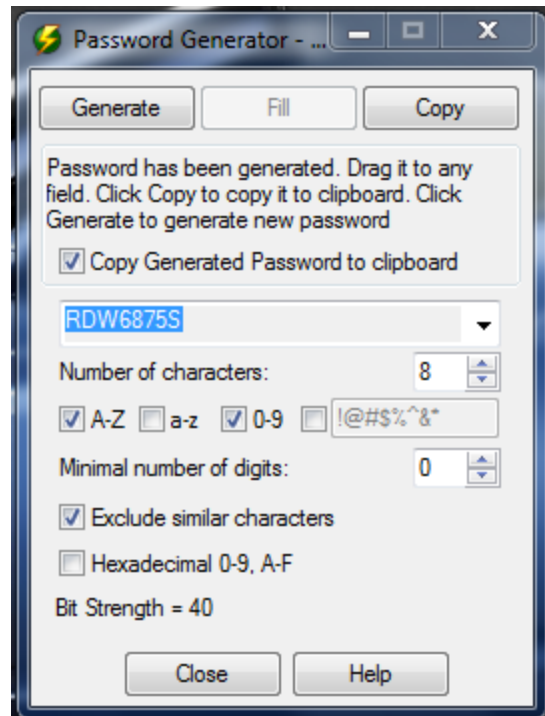 Password Generator - ...
Generate Fill Copy
Password has been generated. Drag it to any
field. Click Copy to copy it to clipboard. Click
Generate to generate new password
Copy Generated Password to clipboard
RDW6875S
Number of characters: 8
A-Z a-z 0-9 !@#$%^&*
Minimal number of digits: 0
Exclude similar characters
Hexadecimal 0-9, A-F
Bit Strength = 40
Close Help